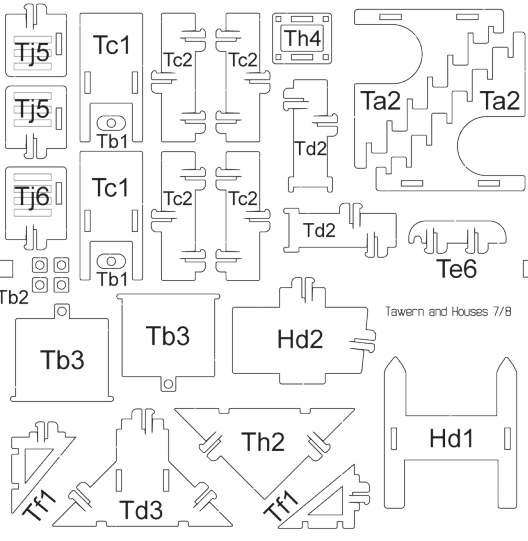 Tj5
Tc1
Tc2
Tc2
Th4
Ta2
Ta2
Tj5
Tb1
Td2
Tj6
Tc1
Tc2
Tc2
Td2
Te6
Tb1
Tb2
Tawern and Houses 7/8
Tb3
Tb3
Hd2
Th2
Hd1
Tf1
Td3
Tf1